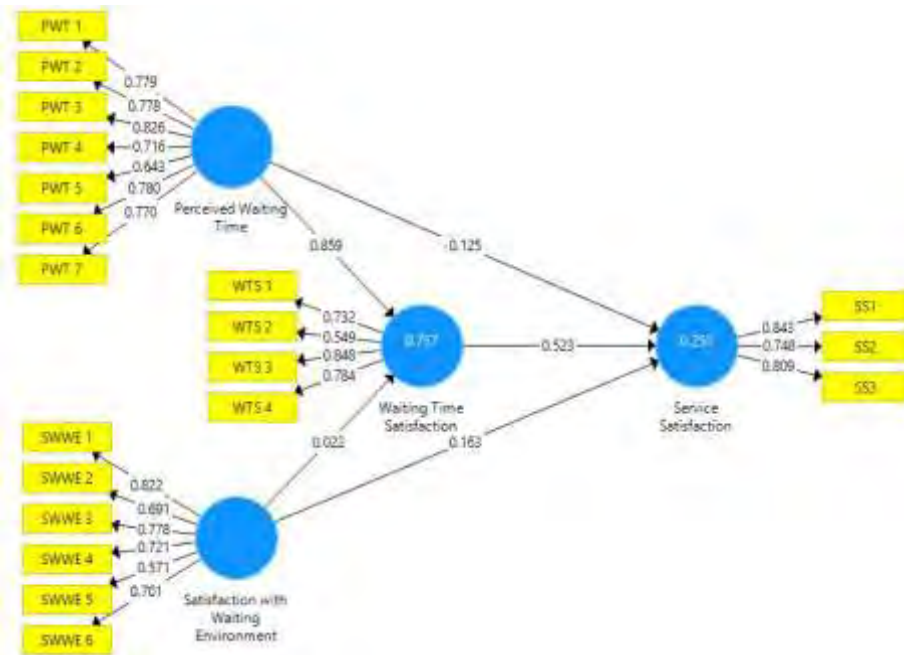 PWT 1
PWT 2
PWT 3
PWT 4
PWT 5
PWT 6
PWT 7
0.779
0.778
0.826
0.716
0.643
0.780
0.770
Perceived Waiting
Time
0.859
-0.125
WTS 1
WTS 2
WTS 3
WTS 4
0.732
0.549
0.848
0.784
Waiting Time
Satisfaction
0.523
Service
Satisfaction
0.843
0.748
0.809
SS1
SS2
SS3
0.022
0.163
SWWE 1
SWWE 2
SWWE 3
SWWE 4
SWWE 5
SWWE 6
0.822
0.691
0.778
0.721
0.571
0.701
Satisfaction with
Waiting
Environment